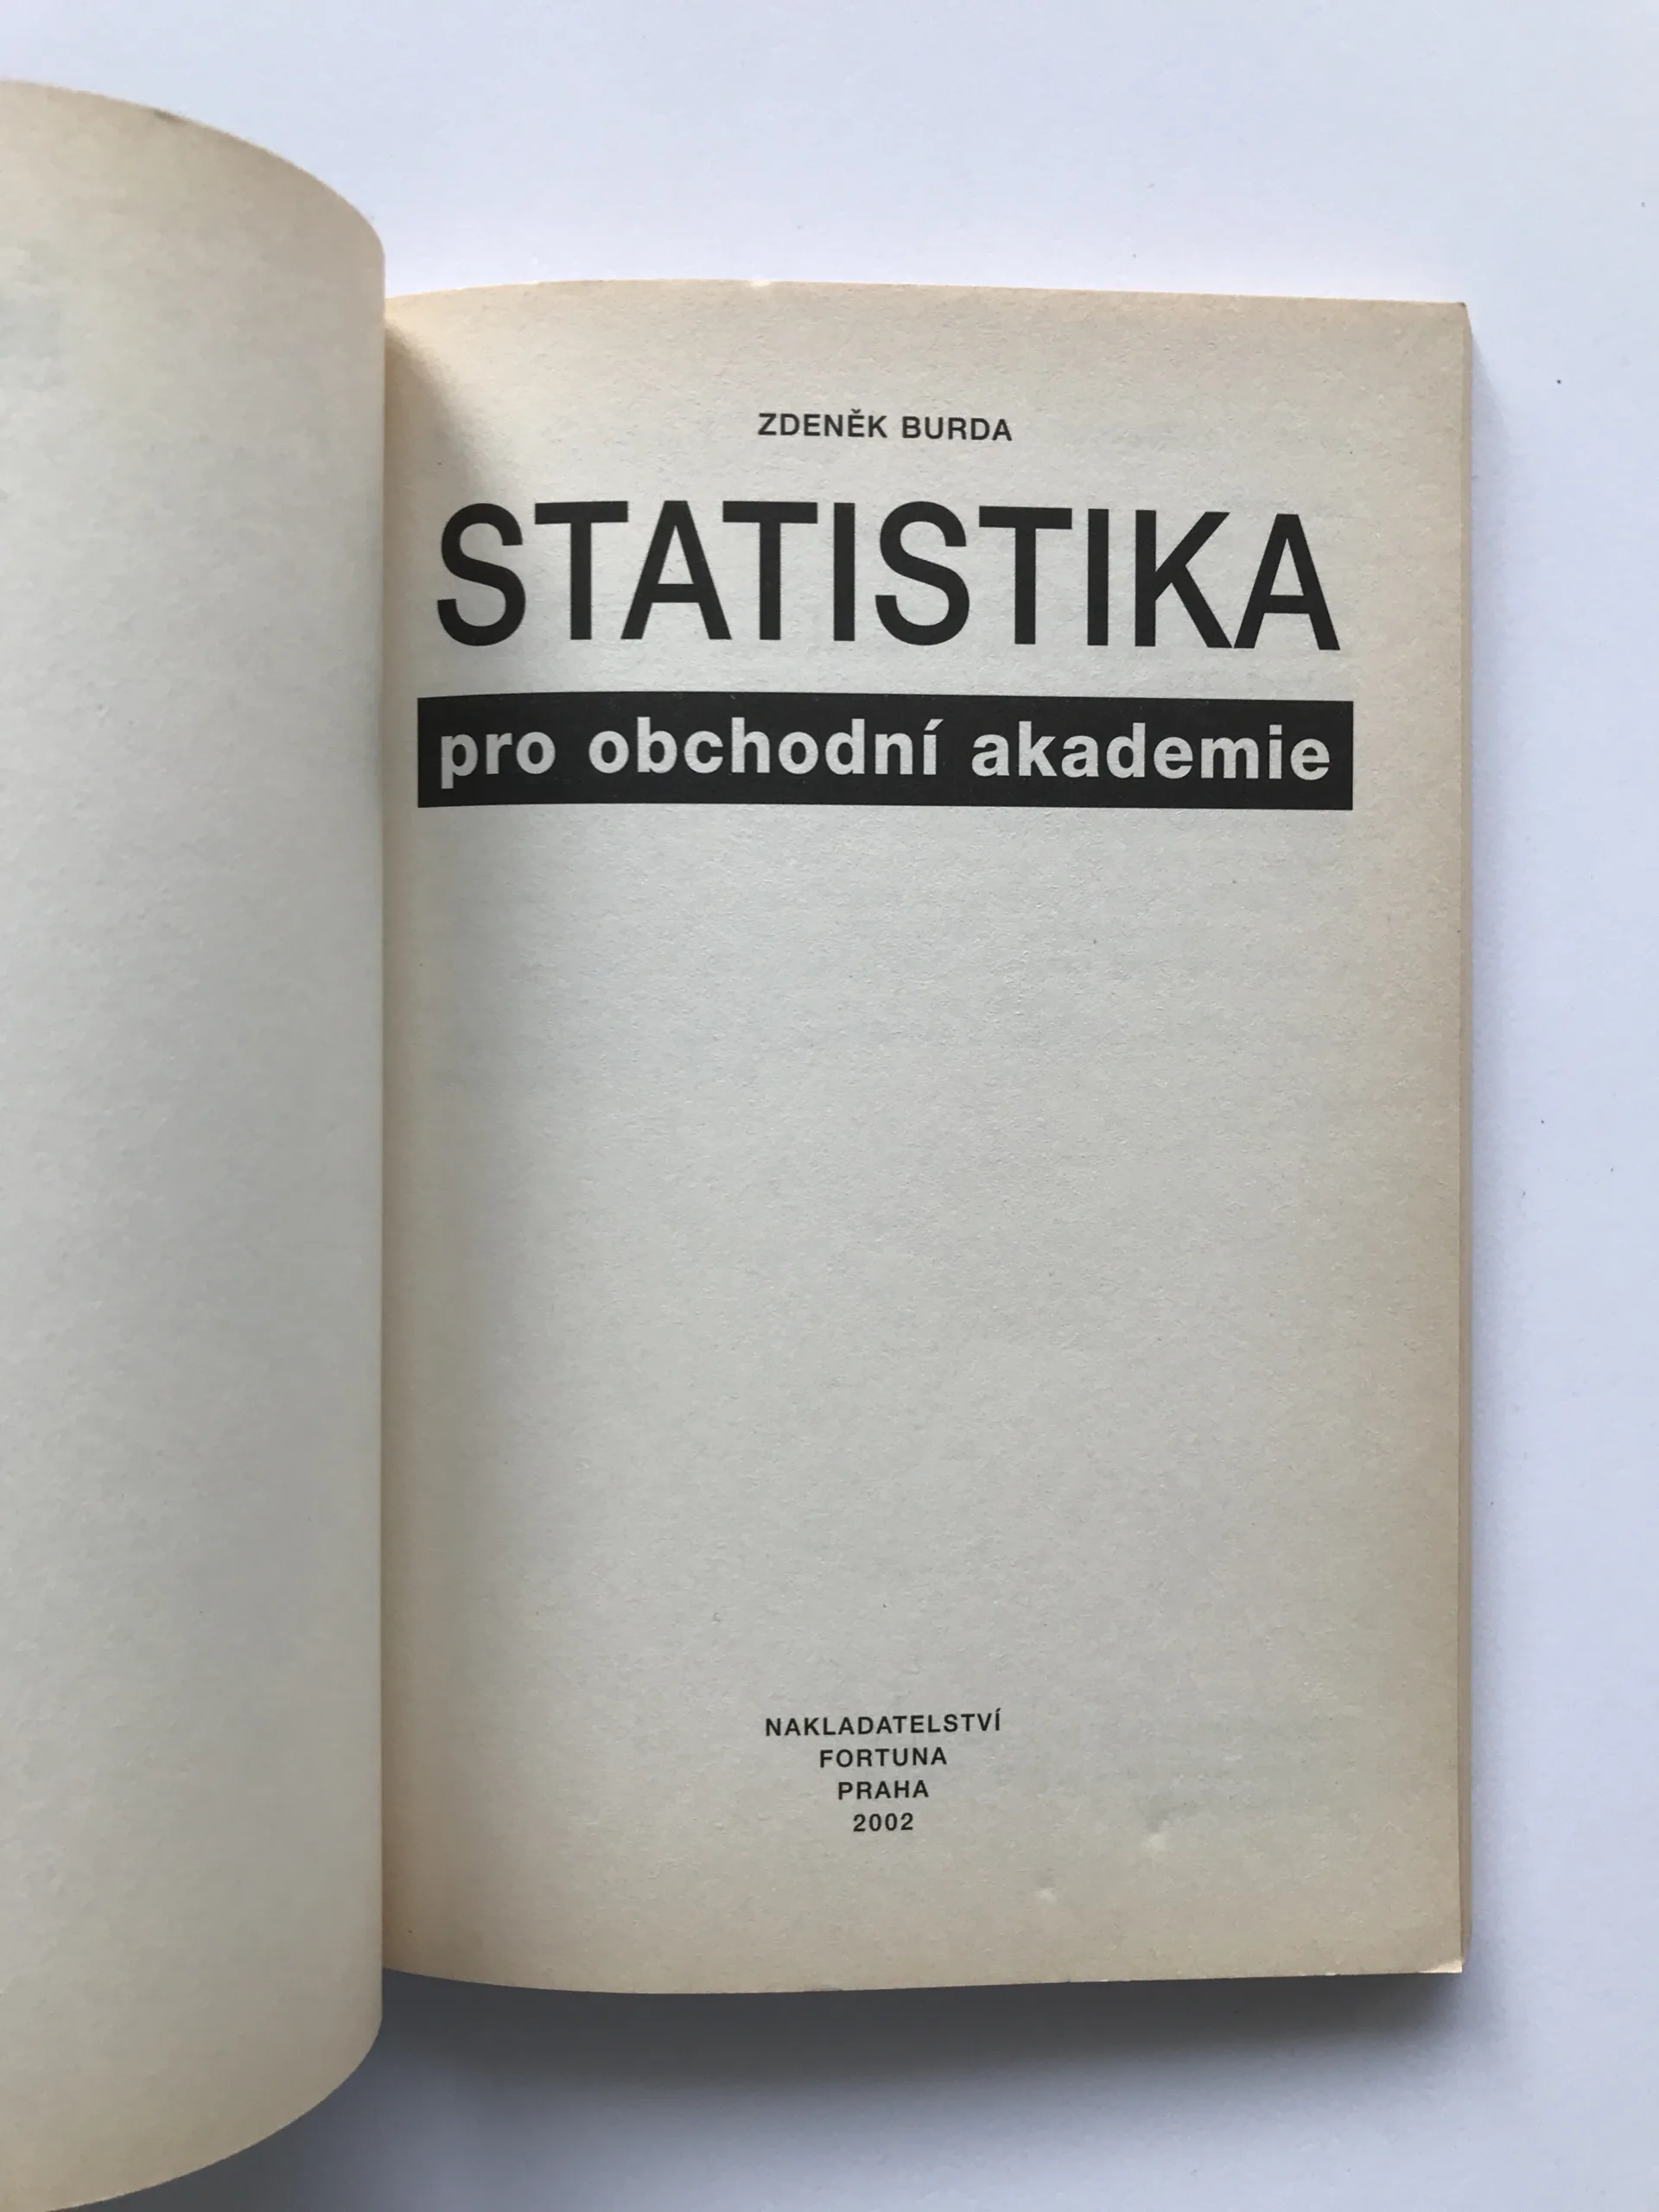 ZDENĚK BURDA
STATISTIKA
pro obchodní akademie
NAKLADATELSTVÍ
FORTUNA
PRAHA
2002